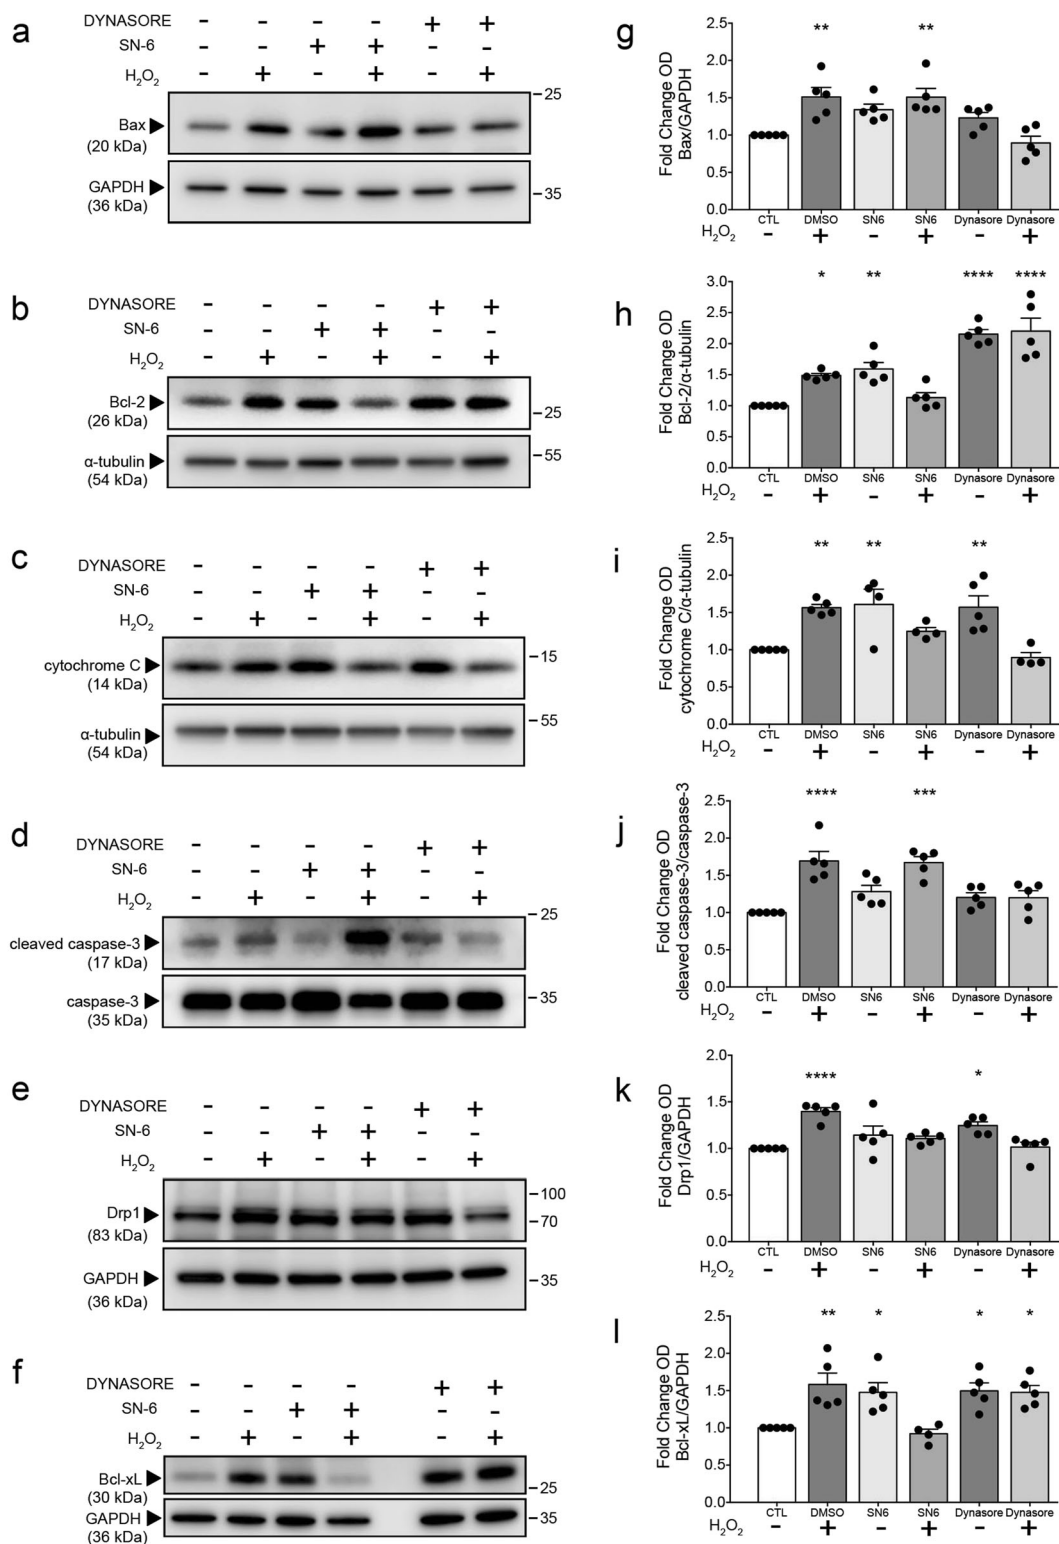 a
DYNASORE - - - - + +
SN-6 - - + + - -
H₂O₂ - + - + - +
25
Bax
(20 kDa)
GAPDH
(36 kDa)
35
b
DYNASORE - - - - + +
SN-6 - - + + - -
H₂O₂ - + - + - +
Bcl-2
(26 kDa)
25
α-tubulin
(54 kDa)
55
c
DYNASORE - - - - + +
SN-6 - - + + - -
H₂O₂ - + - + - +
cytochrome C
(14 kDa)
15
α-tubulin
(54 kDa)
55
d
DYNASORE - - - - + +
SN-6 - - + + - -
H₂O₂ - + - + - +
25
cleaved caspase-3
(17 kDa)
caspase-3
(35 kDa)
35
e
DYNASORE - - - - + +
SN-6 - - + + - -
H₂O₂ - + - + - +
100
Drp1
70
(83 kDa)
GAPDH
(36 kDa)
35
f
DYNASORE - - - - + +
SN-6 - - + + - -
H₂O₂ - + - + - +
Bcl-xL
(30 kDa)
25
GAPDH
(36 kDa)
35
g
Fold Change OD
Bax/GAPDH
2.5
2.0
1.5
1.0
0.5
0.0
** **
CTL DMSO SN6 SN6 Dynasore Dynasore
H₂O₂ - + - + - +
h
Fold Change OD
Bcl-2/α-tubulin
3.0
2.5
2.0
1.5
1.0
0.5
0.0
* ** **** ****
CTL DMSO SN6 SN6 Dynasore Dynasore
H₂O₂ - + - + - +
i
Fold Change OD
cytochrome C/α-tubulin
2.5
2.0
1.5
1.0
0.5
0.0
** ** **
CTL DMSO SN6 SN6 Dynasore Dynasore
H₂O₂ - + - + - +
j
Fold Change OD
cleaved caspase-3/caspase-3
2.5
2.0
1.5
1.0
0.5
0.0
**** ***
CTL DMSO SN6 SN6 Dynasore Dynasore
H₂O₂ - + - + - +
k
Fold Change OD
Drp1/GAPDH
2.0
1.5
1.0
0.5
0.0
**** *
CTL DMSO SN6 SN6 Dynasore Dynasore
H₂O₂ - + - + - +
l
Fold Change OD
Bcl-xL/GAPDH
2.5
2.0
1.5
1.0
0.5
0.0
** * * *
CTL DMSO SN6 SN6 Dynasore Dynasore
H₂O₂ - + - + - +